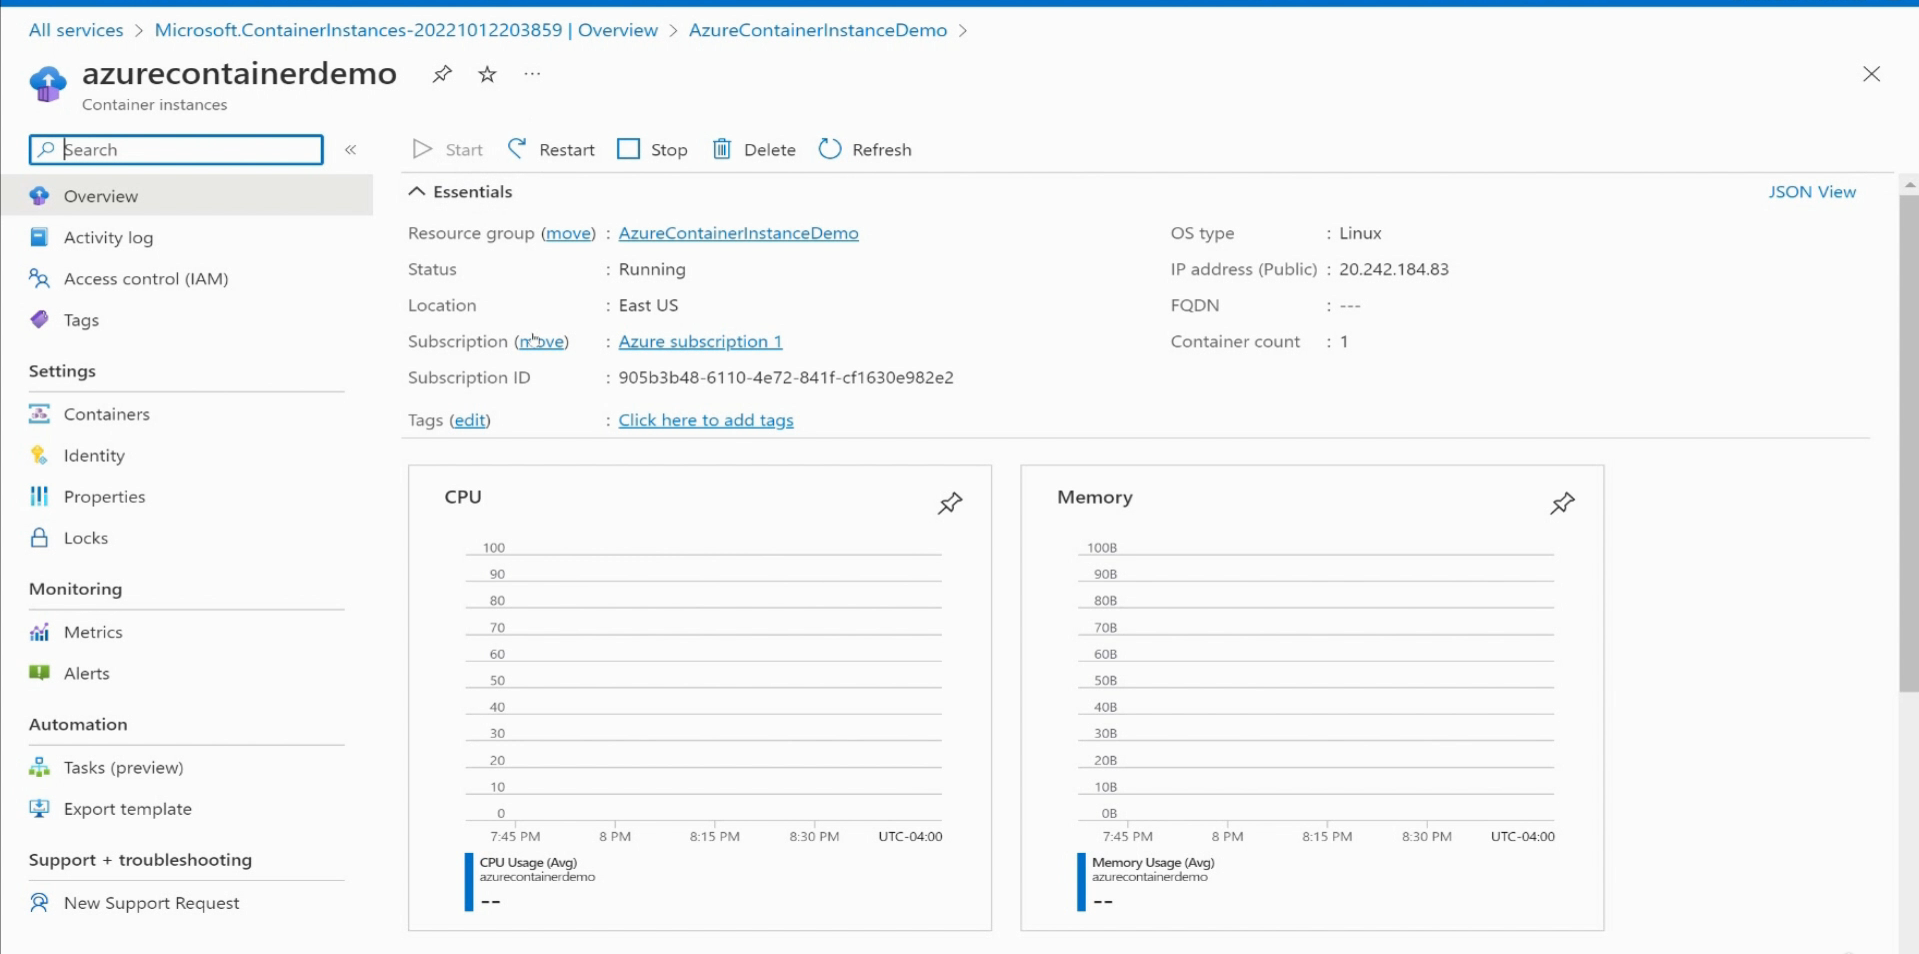 All services > Microsoft.ContainerInstances-20221012203859 | Overview > AzureContainerInstanceDemo >
azurecontainerdemo
Container instances
Search
Start Restart Stop Delete Refresh
Overview
Activity log
Access control (IAM)
Tags
Settings
Containers
Identity
Properties
Locks
Monitoring
Metrics
Alerts
Automation
Tasks (preview)
Export template
Support + troubleshooting
New Support Request
Essentials
JSON View
Resource group (move) : AzureContainerInstanceDemo
Status : Running
Location : East US
Subscription (move) : Azure subscription 1
Subscription ID : 905b3b48-6110-4e72-841f-cf1630e982e2
Tags (edit) : Click here to add tags
OS type : Linux
IP address (Public) : 20.242.184.83
FQDN : ---
Container count : 1
CPU
100
90
80
70
60
50
40
30
20
10
0
7:45 PM 8 PM 8:15 PM 8:30 PM UTC-04:00
CPU Usage (Avg)
azurecontainerdemo
--
Memory
100B
90B
80B
70B
60B
50B
40B
30B
20B
10B
0B
7:45 PM 8 PM 8:15 PM 8:30 PM UTC-04:00
Memory Usage (Avg)
azurecontainerdemo
--